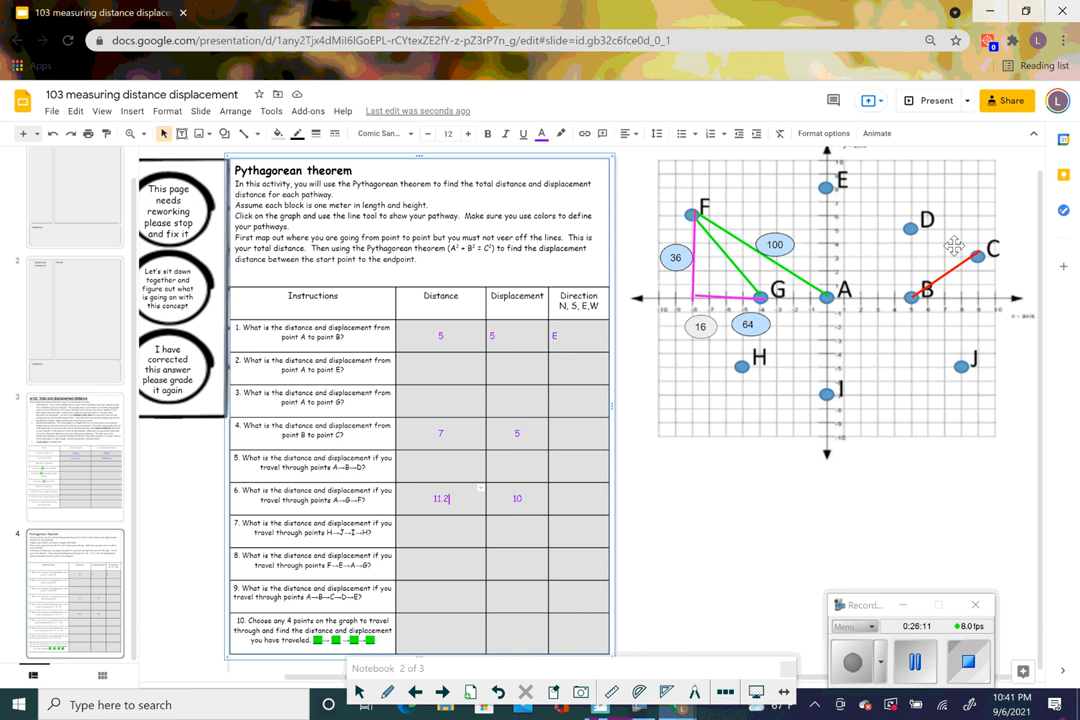 103 measuring distance displace
docs.google.com/presentation/d/1any2Tjx4dMil6IGoEPL-rCYtexZE2fY-z-pZ3rP7n_g/edit#slide=id.gb32c6fce0d_0_1
0
L
Apps
Reading list
103 measuring distance displacement
Present
Share
L
File Edit View Insert Format Slide Arrange Tools Add-ons Help Last edit was seconds ago
Comic San... 12 B I U A Format options Animate
This page
needs
reworking
please stop
and fix it
Let's sit down
together and
figure out what
is going on with
this concept
I have
corrected
this answer
please grade
it again
2
3
4
Pythagorean theorem
In this activity, you will use the Pythagorean theorem to find the total distance and displacement
distance for each pathway.
Assume each block is one meter in length and height.
Click on the graph and use the line tool to show your pathway. Make sure you use colors to define
your pathways.
First map out where you are going from point to point but you must not veer off the lines. This is
your total distance. Then using the Pythagorean theorem (A² + B² = C²) to find the displacement
distance between the start point to the endpoint.
Instructions Distance Displacement Direction
N, S, E,W
1. What is the distance and displacement from
point A to point B? 5 5 E
2. What is the distance and displacement from
point A to point E?
3. What is the distance and displacement from
point A to point G?
4. What is the distance and displacement from
point B to point C? 7 5
5. What is the distance and displacement if you
travel through points A→B→D?
6. What is the distance and displacement if you
travel through points A→G→F? 11.2 10
7. What is the distance and displacement if you
travel through points H→J→I→H?
8. What is the distance and displacement if you
travel through points F→E→A→G?
9. What is the distance and displacement if you
travel through points A→B→C→D→E?
10. Choose any 4 points on the graph to travel
through and find the distance and displacement
you have traveled. → → →
E
F
D
C
100
36
G
A
B
x - axis
16
64
H
J
I
Record...
Menu 0:26:11 8.0 fps
Notebook 2 of 3
Type here to search
10:41 PM
9/6/2021